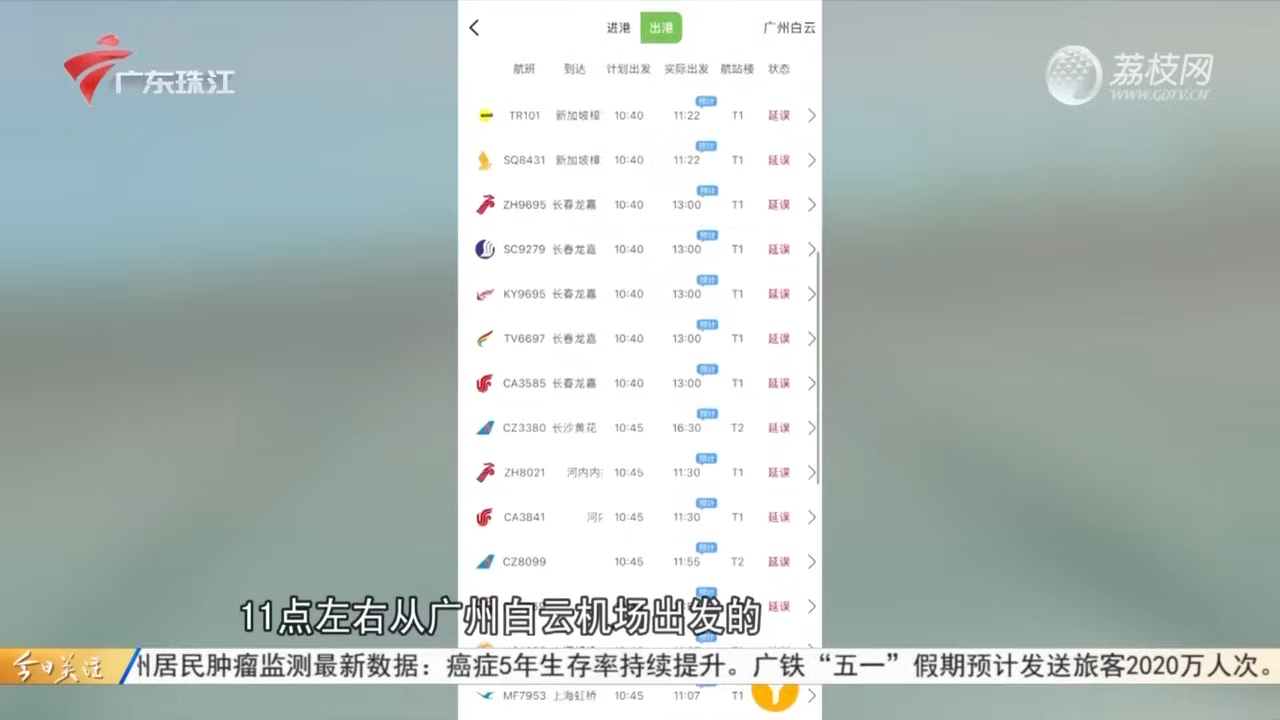 进港 出港 广州白云
广东珠江
荔枝网
WWW.GDTV.CN
航班 到达 计划出发 实际出发 航站楼 状态
预计
TR101 新加坡樟 10:40 11:22 T1 延误
预计
SQ8431 新加坡樟 10:40 11:22 T1 延误
预计
ZH9695 长春龙嘉 10:40 13:00 T1 延误
预计
SC9279 长春龙嘉 10:40 13:00 T1 延误
预计
KY9695 长春龙嘉 10:40 13:00 T1 延误
预计
TV6697 长春龙嘉 10:40 13:00 T1 延误
预计
CA3585 长春龙嘉 10:40 13:00 T1 延误
预计
CZ3380 长沙黄花 10:45 16:30 T2 延误
预计
ZH8021 河内内 10:45 11:30 T1 延误
预计
CA3841 10:45 11:30 T1 延误
预计
CZ8099 10:45 11:55 T2 延误
预计
延误
11点左右从广州白云机场出发的
今日关注 州居民肿瘤监测最新数据：癌症5年生存率持续提升。广铁“五一”假期预计发送旅客2020万人次。
MF7953 上海虹桥 10:45 11:07 T1